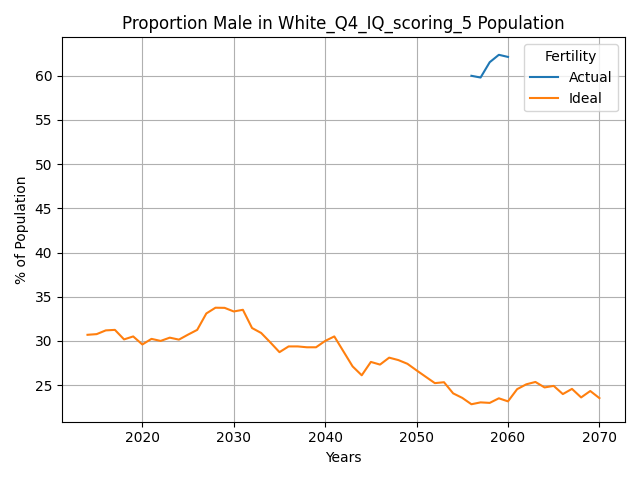 Proportion Male in White_Q4_IQ_scoring_5 Population
Fertility
Actual
Ideal
% of Population
60
55
50
45
40
35
30
25
2020
2030
2040
2050
2060
2070
Years